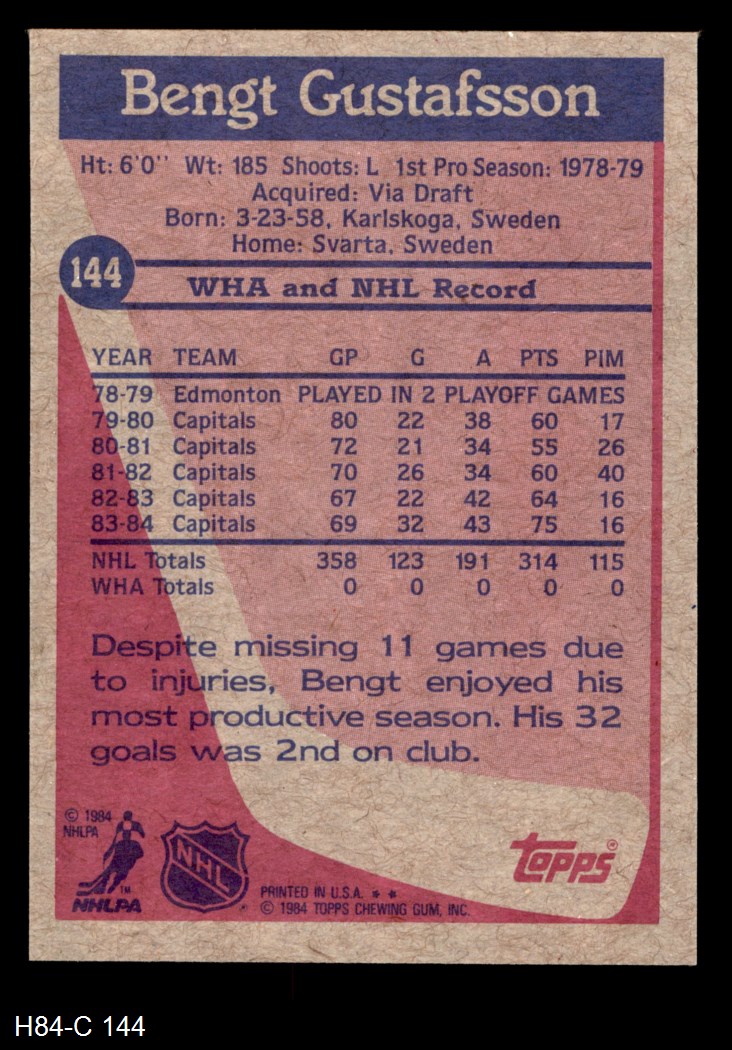 Bengt Gustafsson
Ht: 6'0" Wt: 185 Shoots: L 1st Pro Season: 1978-79
Acquired: Via Draft
Born: 3-23-58, Karlskoga, Sweden
Home: Svarta, Sweden
144
WHA and NHL Record
YEAR TEAM GP G A PTS PIM
78-79 Edmonton PLAYED IN 2 PLAYOFF GAMES
79-80 Capitals 80 22 38 60 17
80-81 Capitals 72 21 34 55 26
81-82 Capitals 70 26 34 60 40
82-83 Capitals 67 22 42 64 16
83-84 Capitals 69 32 43 75 16
NHL Totals 358 123 191 314 115
WHA Totals 0 0 0 0 0
Despite missing 11 games due
to injuries, Bengt enjoyed his
most productive season. His 32
goals was 2nd on club.
© 1984
NHLPA
TM
NHLPA
NHL
topps®
PRINTED IN U.S.A. * *
© 1984 TOPPS CHEWING GUM, INC.
H84-C 144